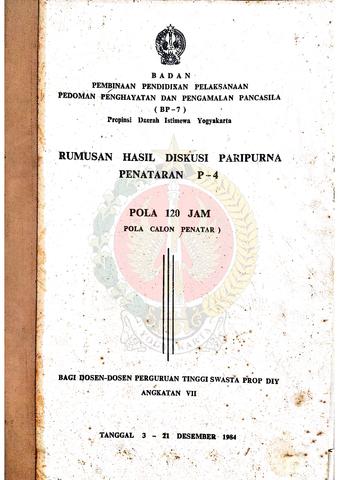 BADAN
PEMBINAAN PENDIDIKAN PELAKSANAAN
PEDOMAN PENGHAYATAN DAN PENGAMALAN PANCASILA
( BP-7 )
Propinsi Daerah Istimewa Yogyakarta
RUMUSAN HASIL DISKUSI PARIPURNA
PENATARAN P-4
POLA 120 JAM
POLA CALON PENATAR )
BAGI DOSEN-DOSEN PERGURUAN TINGGI SWASTA PROP DIY
ANGKATAN VII
TANGGAL 3 - 21 DESEMBER 1984